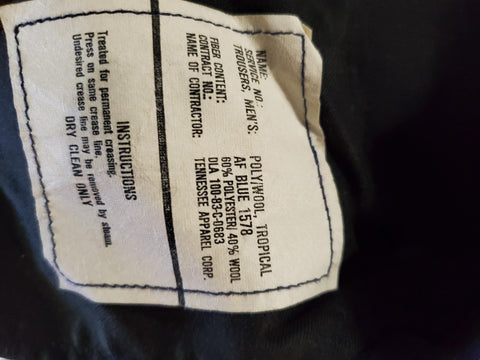 NAME:
SERVICE NO.:
TROUSERS, MEN'S: POLY/WOOL, TROPICAL
AF BLUE 1578
FIBER CONTENT: 60% POLYESTER/ 40% WOOL
CONTRACT NO.: DLA 100-83-C-0683
NAME OF CONTRACTOR: TENNESSEE APPAREL CORP.
INSTRUCTIONS
Treated for permanent creasing.
Press on same crease line.
Undesired crease line may be removed by steam.
DRY CLEAN ONLY